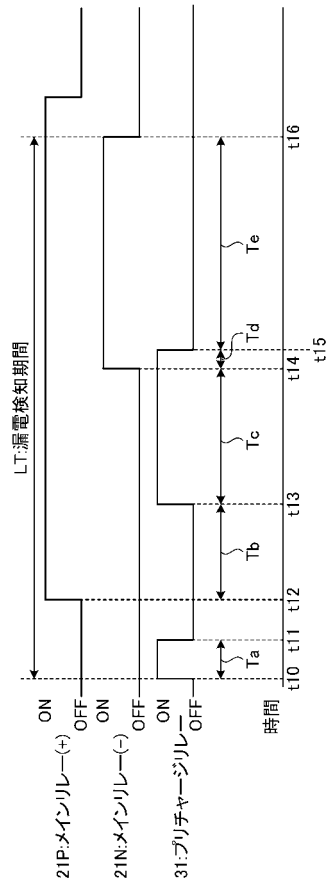 LT:漏電検知期間
21P:メインリレー(+)
ON
OFF
21N:メインリレー(-)
ON
OFF
31:プリチャージリレー
ON
OFF
Ta
Tb
Tc
Td
Te
時間
t10
t11
t12
t13
t14
t15
t16